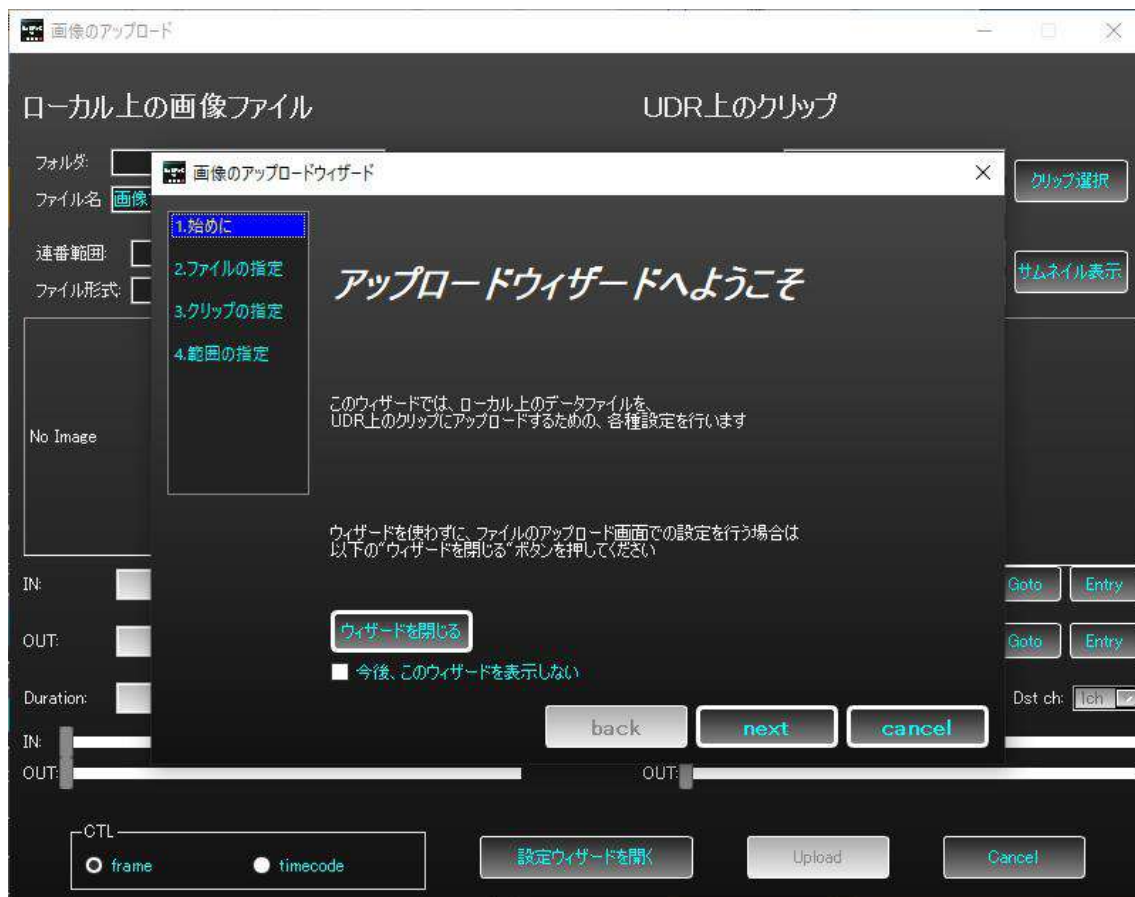 画像のアップロード
ローカル上の画像ファイル
UDR上のクリップ
フォルダ:
ファイル名
画像
連番範囲:
ファイル形式:
クリップ選択
サムネイル表示
No Image
画像のアップロードウィザード
1.始めに
2.ファイルの指定
3.クリップの指定
4.範囲の指定
アップロードウィザードへようこそ
このウィザードでは、ローカル上のデータファイルを、
UDR上のクリップにアップロードするための、各種設定を行います
ウィザードを使わずに、ファイルのアップロード画面での設定を行う場合は
以下の"ウィザードを閉じる"ボタンを押してください
ウィザードを閉じる
今後、このウィザードを表示しない
back
next
cancel
IN:
Goto
Entry
OUT:
Goto
Entry
Duration:
Dst ch:
1ch
IN:
OUT:
OUT:
CTL
frame
timecode
設定ウィザードを開く
Upload
Cancel